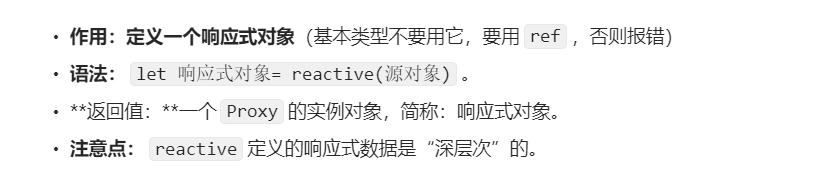 • 作用：定义一个响应式对象（基本类型不要用它，要用 ref ，否则报错）
• 语法： let 响应式对象= reactive(源对象) 。
• **返回值：**一个 Proxy 的实例对象，简称：响应式对象。
• 注意点： reactive 定义的响应式数据是“深层次”的。